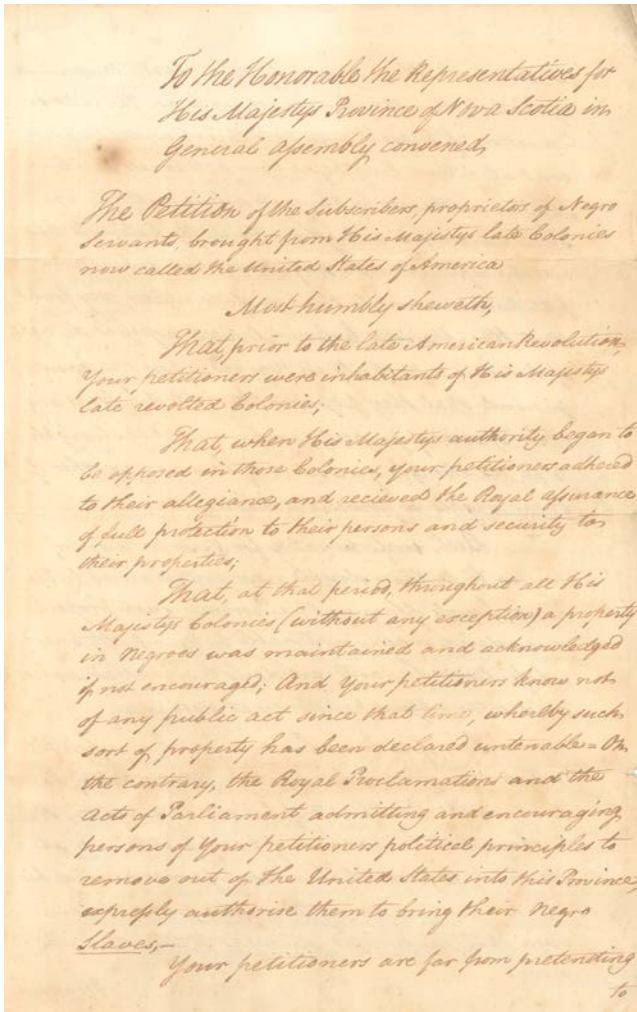 To the Honorable the Representatives for
His Majestys Province of Nova Scotia in
General Assembly convened,
The Petition of the Subscribers, proprietors of Negro
Servants, brought from His Majestys late Colonies
now called the United States of America
Most humbly sheweth,
That, prior to the late American Revolution,
Your petitioners were inhabitants of His Majestys
late revolted Colonies;
That, when His Majestys authority began to
be opposed in those Colonies, your petitioners adhered
to their allegiance, and recieved the Royal assurance
of full protection to their persons and security to
their properties;
That, at that period, throughout all His
Majestys Colonies (without any exception) a property
in Negroes was maintained and acknowledged
if not encouraged; And Your petitioners know not
of any public act since that time, whereby such
sort of property has been declared untenable = On
the contrary, the Royal Proclamations and the
Acts of Parliament admitting and encouraging
persons of Your petitioners political principles to
remove out of the United States into this Province,
expressly authorise them to bring their Negro
Slaves,—
Your petitioners are far from pretending
to